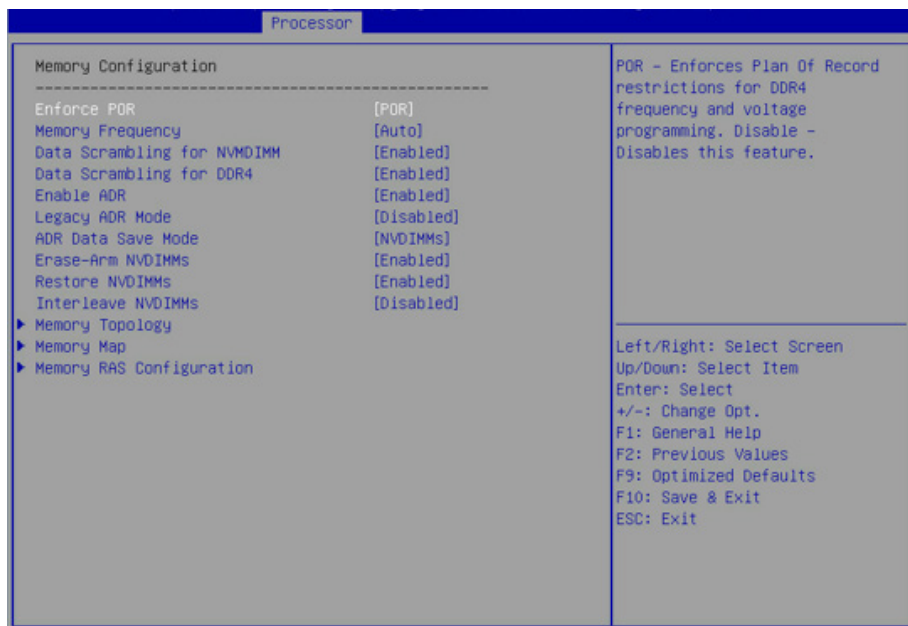 Processor
Memory Configuration
----------------------------------------------------
Enforce POR [POR]
Memory Frequency [Auto]
Data Scrambling for NVMDIMM [Enabled]
Data Scrambling for DDR4 [Enabled]
Enable ADR [Enabled]
Legacy ADR Mode [Disabled]
ADR Data Save Mode [NVDIMMs]
Erase-Arm NVDIMMs [Enabled]
Restore NVDIMMs [Enabled]
Interleave NVDIMMs [Disabled]
Memory Topology
Memory Map
Memory RAS Configuration
POR - Enforces Plan Of Record
restrictions for DDR4
frequency and voltage
programming. Disable -
Disables this feature.
Left/Right: Select Screen
Up/Down: Select Item
Enter: Select
+/-: Change Opt.
F1: General Help
F2: Previous Values
F9: Optimized Defaults
F10: Save & Exit
ESC: Exit